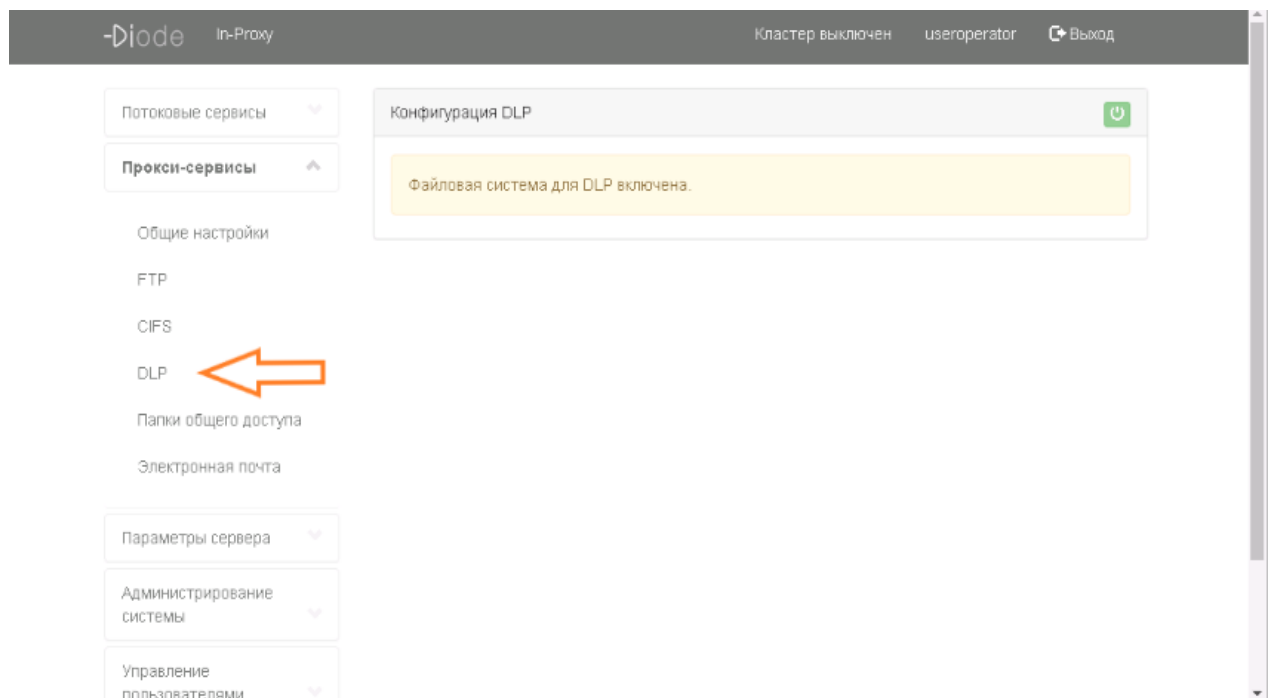 -Diode In-Proxy Кластер выключен useroperator Выход
Потоковые сервисы
Конфигурация DLP
Прокси-сервисы
Файловая система для DLP включена.
Общие настройки
FTP
CIFS
DLP
Папки общего доступа
Электронная почта
Параметры сервера
Администрирование
системы
Управление
пользователями